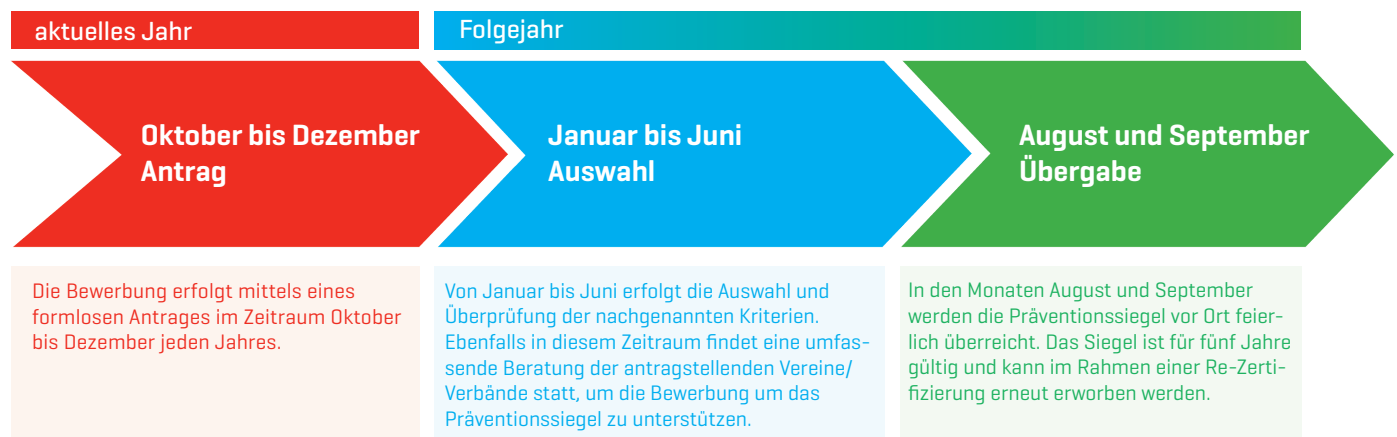 aktuelles Jahr
Folgejahr
Oktober bis Dezember
Antrag
Januar bis Juni
Auswahl
August und September
Übergabe
Die Bewerbung erfolgt mittels eines
formlosen Antrages im Zeitraum Oktober
bis Dezember jeden Jahres.
Von Januar bis Juni erfolgt die Auswahl und
Überprüfung der nachgenannten Kriterien.
Ebenfalls in diesem Zeitraum findet eine umfas-
sende Beratung der antragstellenden Vereine/
Verbände statt, um die Bewerbung um das
Präventionssiegel zu unterstützen.
In den Monaten August und September
werden die Präventionssiegel vor Ort feier-
lich überreicht. Das Siegel ist für fünf Jahre
gültig und kann im Rahmen einer Re-Zerti-
fizierung erneut erworben werden.